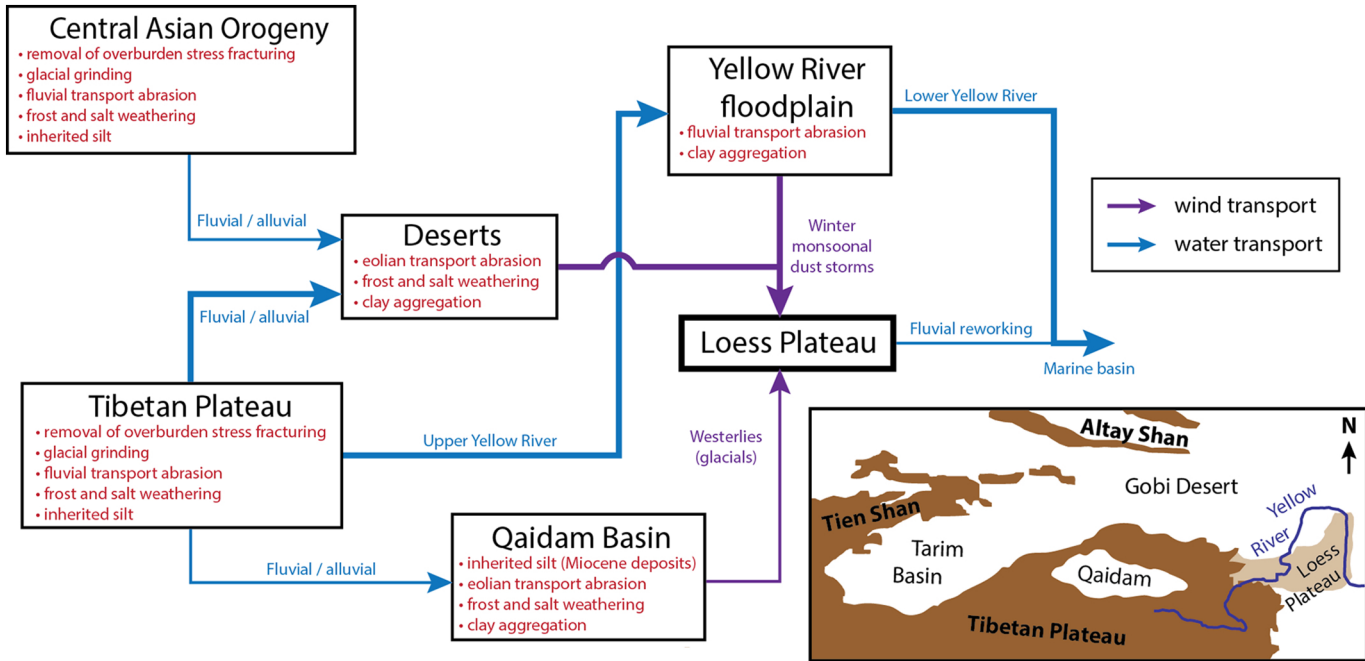 Central Asian Orogeny
• removal of overburden stress fracturing
• glacial grinding
• fluvial transport abrasion
• frost and salt weathering
• inherited silt
Fluvial / alluvial
Deserts
• eolian transport abrasion
• frost and salt weathering
• clay aggregation
Fluvial / alluvial
Tibetan Plateau
• removal of overburden stress fracturing
• glacial grinding
• fluvial transport abrasion
• frost and salt weathering
• inherited silt
Upper Yellow River
Fluvial / alluvial
Qaidam Basin
• inherited silt (Miocene deposits)
• eolian transport abrasion
• frost and salt weathering
• clay aggregation
Yellow River
floodplain
• fluvial transport abrasion
• clay aggregation
Lower Yellow River
Winter
monsoonal
dust storms
Loess Plateau
Fluvial reworking
Marine basin
Westerlies
(glacials)
wind transport
water transport
Altay Shan
N
Gobi Desert
Tien Shan
Tarim
Basin
Qaidam
Yellow
River
Loess
Plateau
Tibetan Plateau